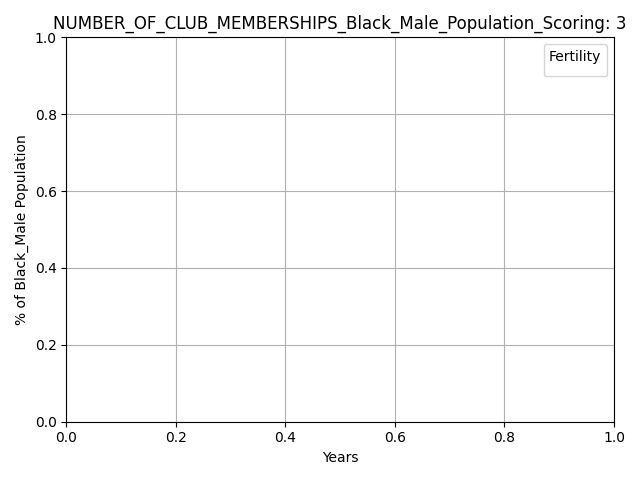 NUMBER_OF_CLUB_MEMBERSHIPS_Black_Male_Population_Scoring: 3
Fertility
% of Black_Male Population
1.0
0.8
0.6
0.4
0.2
0.0
0.0 0.2 0.4 0.6 0.8 1.0
Years